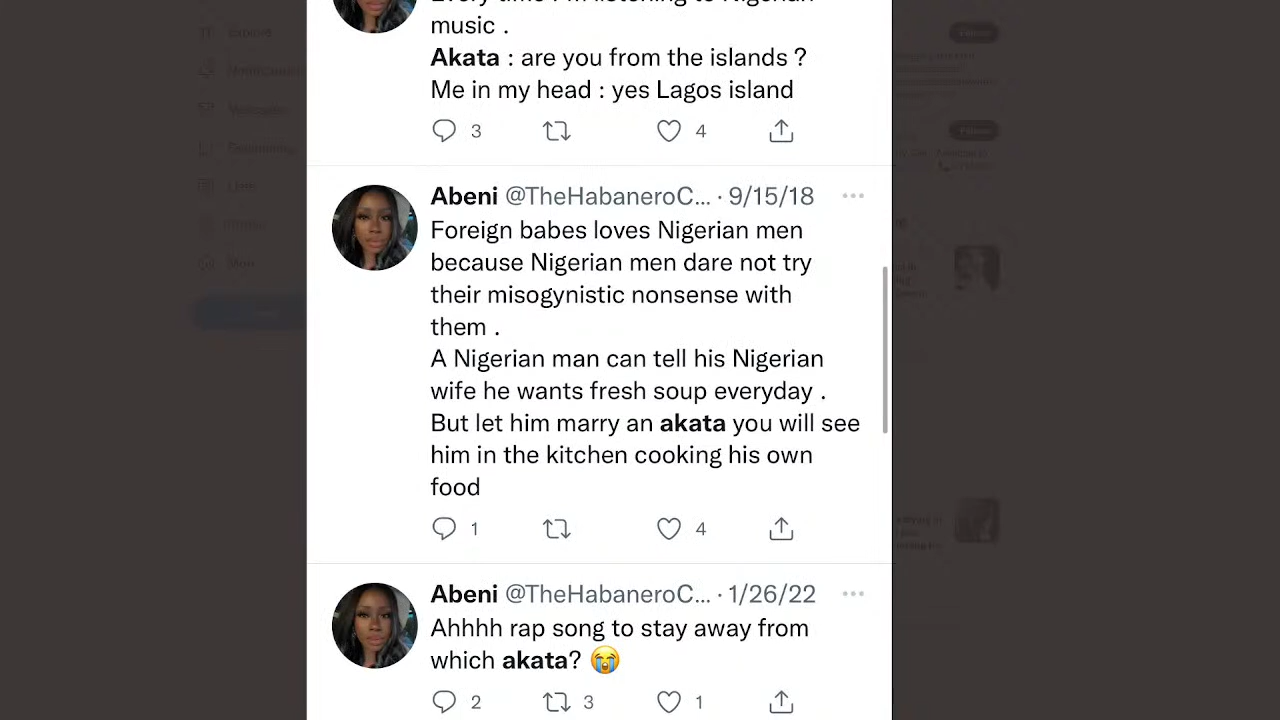 music .
Akata : are you from the islands ?
Me in my head : yes Lagos island
3 4
Abeni @TheHabaneroC... · 9/15/18
Foreign babes loves Nigerian men
because Nigerian men dare not try
their misogynistic nonsense with
them .
A Nigerian man can tell his Nigerian
wife he wants fresh soup everyday .
But let him marry an akata you will see
him in the kitchen cooking his own
food
1 4
Abeni @TheHabaneroC... · 1/26/22
Ahhhh rap song to stay away from
which akata? 😭
2 3 1